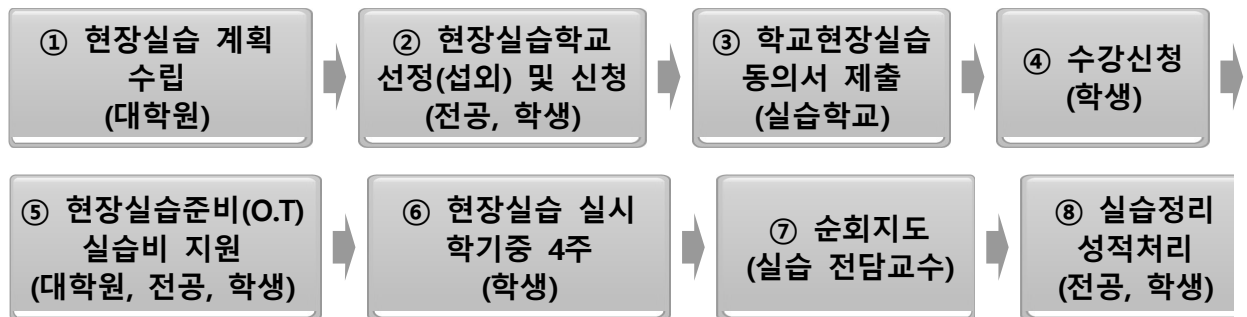 ① 현장실습 계획
수립
(대학원)
② 현장실습학교
선정(섭외) 및 신청
(전공, 학생)
③ 학교현장실습
동의서 제출
(실습학교)
④ 수강신청
(학생)
⑤ 현장실습준비(O.T)
실습비 지원
(대학원, 전공, 학생)
⑥ 현장실습 실시
학기중 4주
(학생)
⑦ 순회지도
(실습 전담교수)
⑧ 실습정리
성적처리
(전공, 학생)